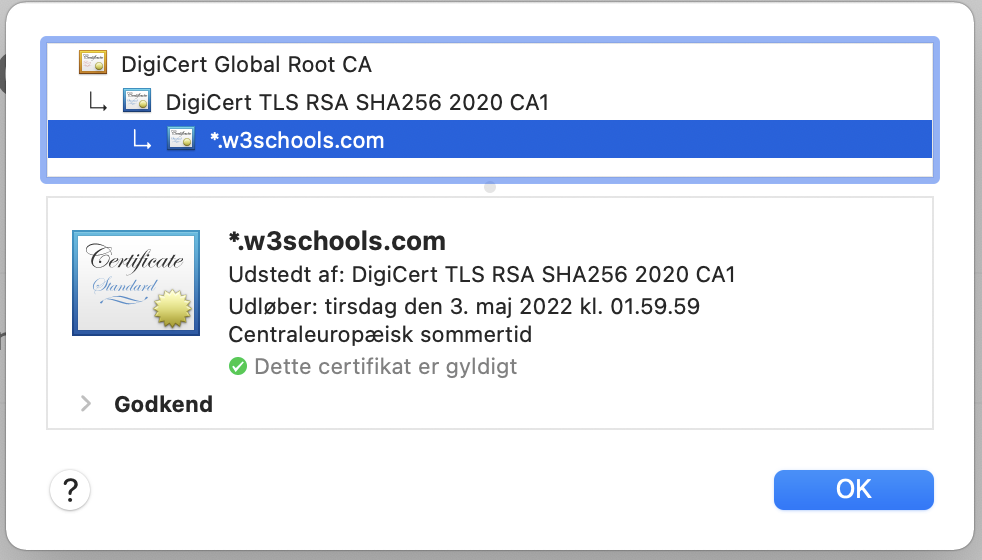 DigiCert Global Root CA
DigiCert TLS RSA SHA256 2020 CA1
*.w3schools.com
Certificate
Standard
*.w3schools.com
Udstedt af: DigiCert TLS RSA SHA256 2020 CA1
Udløber: tirsdag den 3. maj 2022 kl. 01.59.59
Centraleuropæisk sommertid
Dette certifikat er gyldigt
Godkend
?
OK